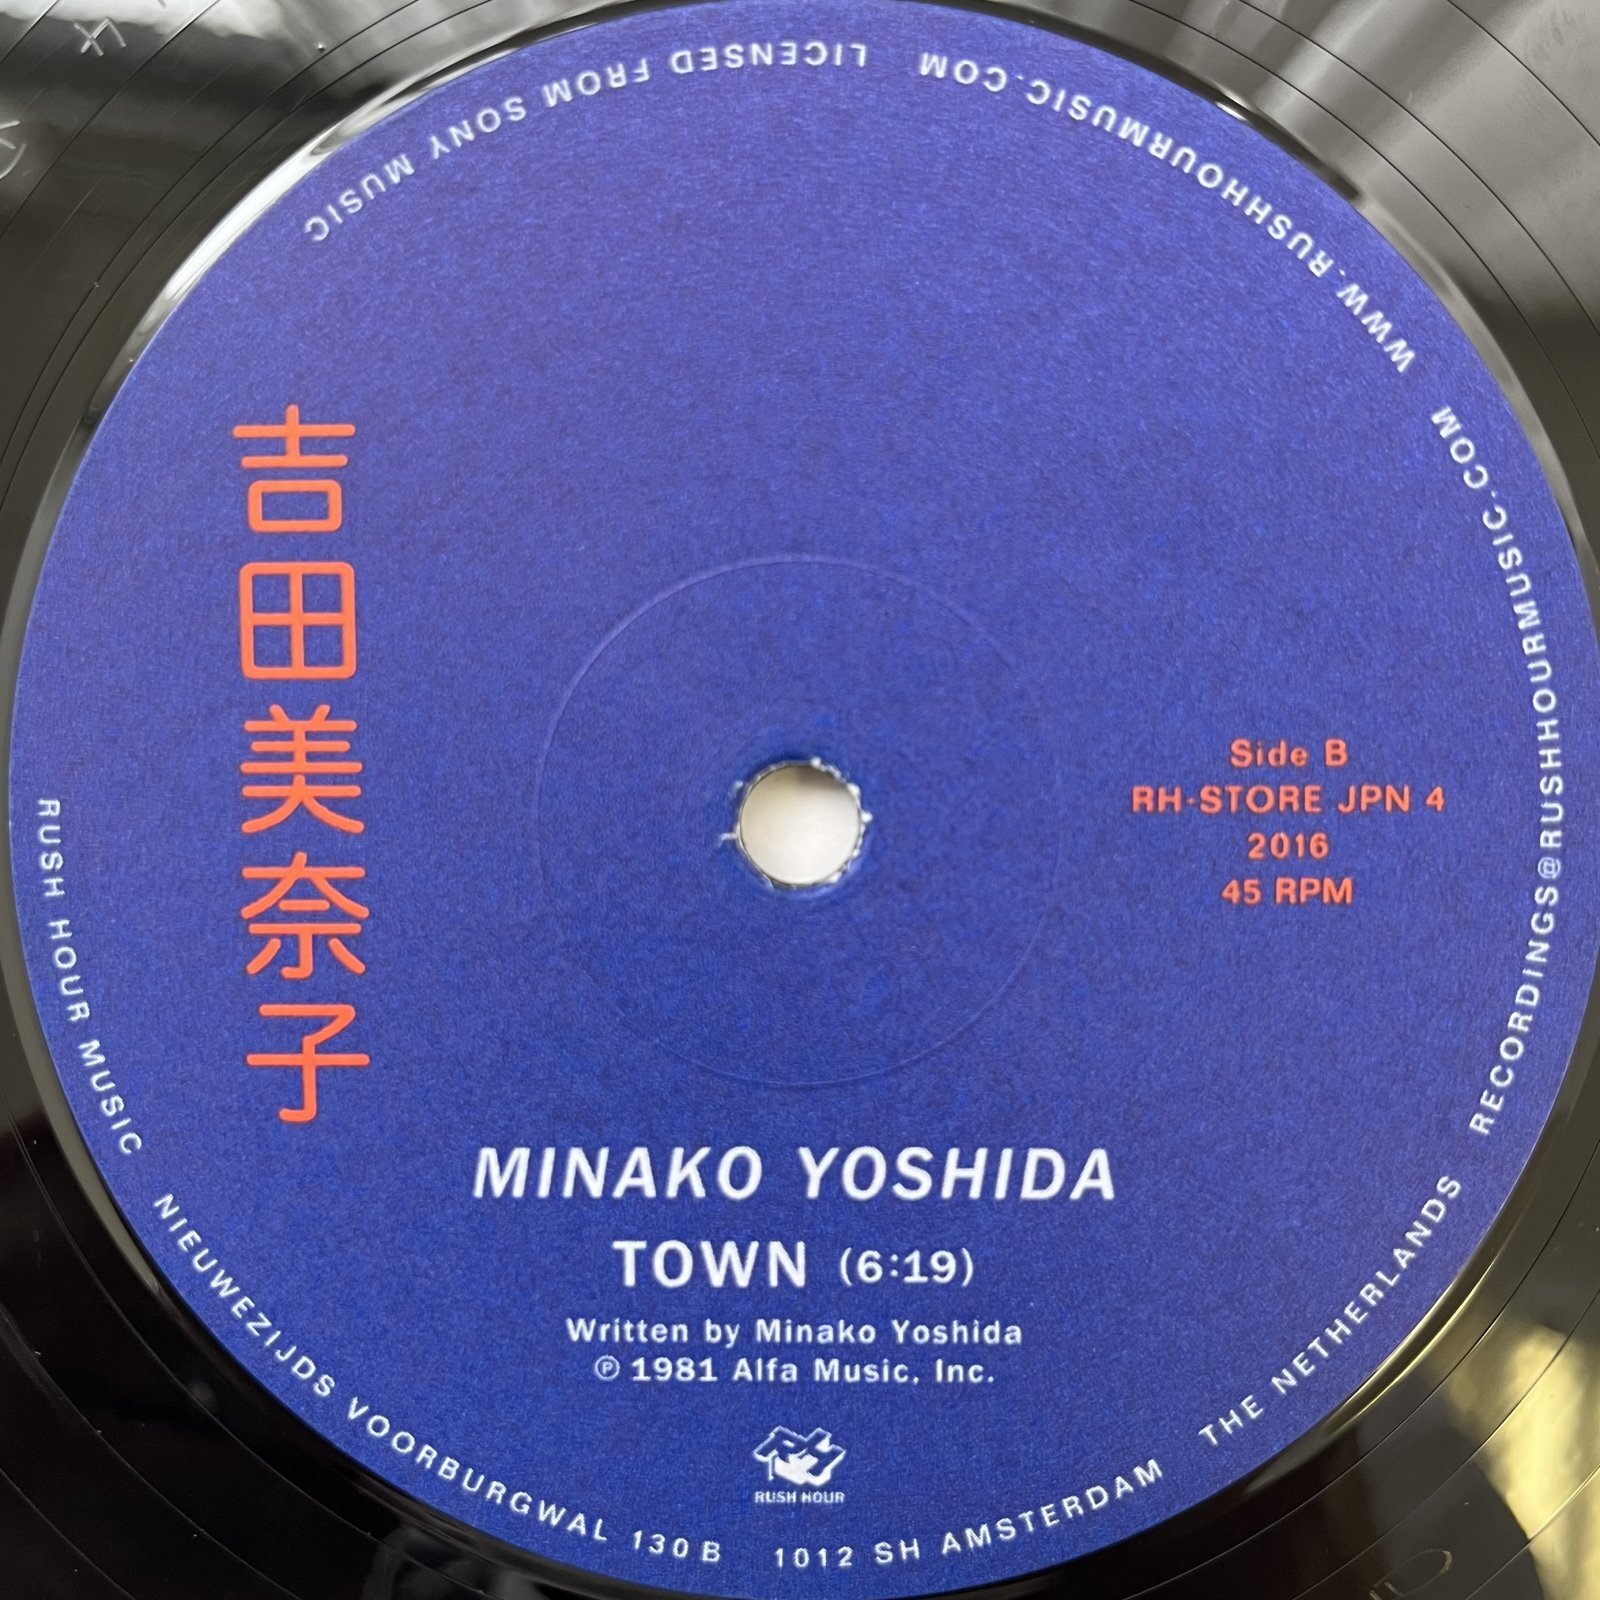 吉田美奈子
Side B
RH-STORE JPN 4
2016
45 RPM
MINAKO YOSHIDA
TOWN (6:19)
Written by Minako Yoshida
℗ 1981 Alfa Music, Inc.
RUSH HOUR
RUSH HOUR MUSIC NIEUWEZIJDS VOORBURGWAL 130 B 1012 SH AMSTERDAM THE NETHERLANDS RECORDINGS@RUSHHOURMUSIC.COM WWW.RUSHHOURMUSIC.COM LICENSED FROM SONY MUSIC